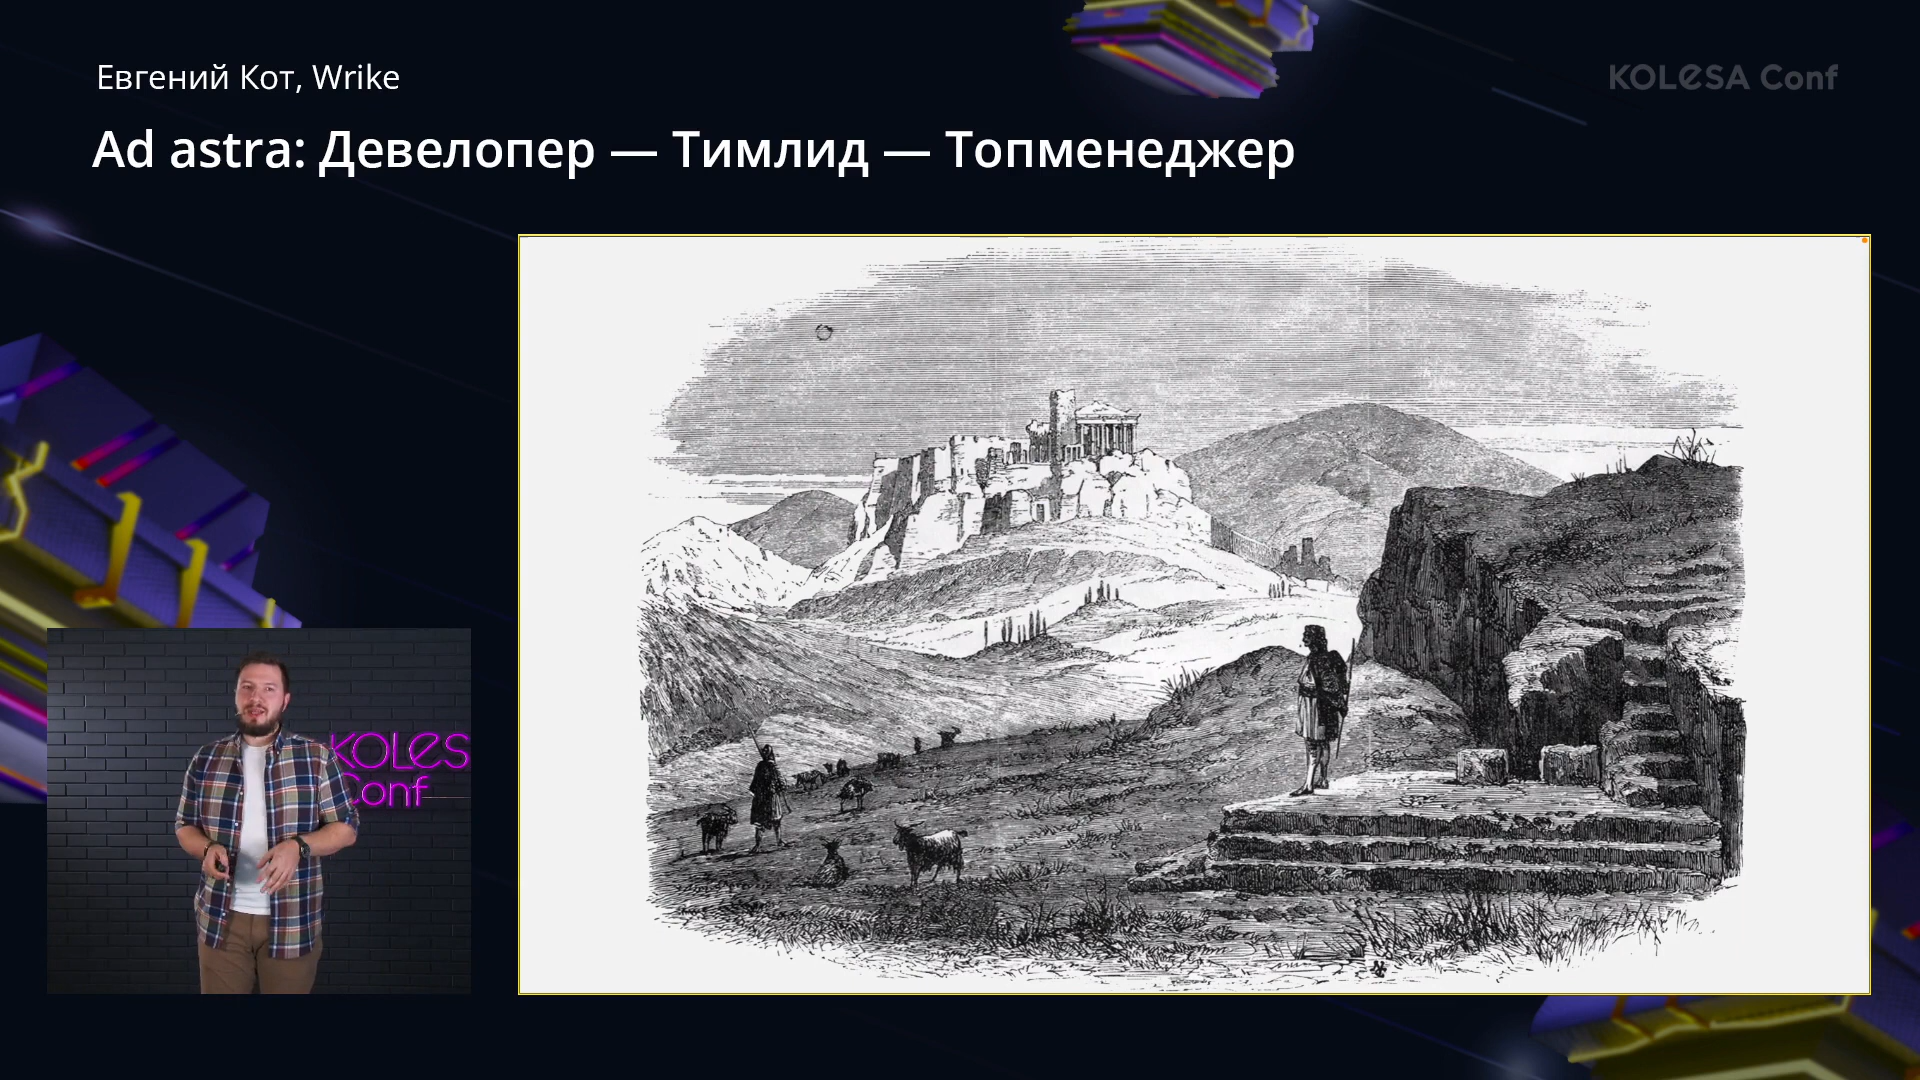 Евгений Кот, Wrike
KOLESA Conf
Ad astra: Девелопер — Тимлид — Топменеджер
KOLES
Conf